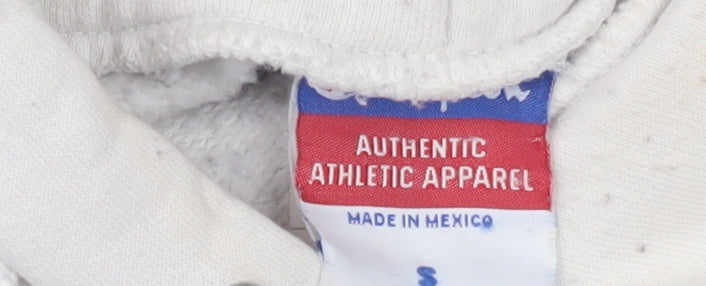 AUTHENTIC
ATHLETIC APPAREL
MADE IN MEXICO
S